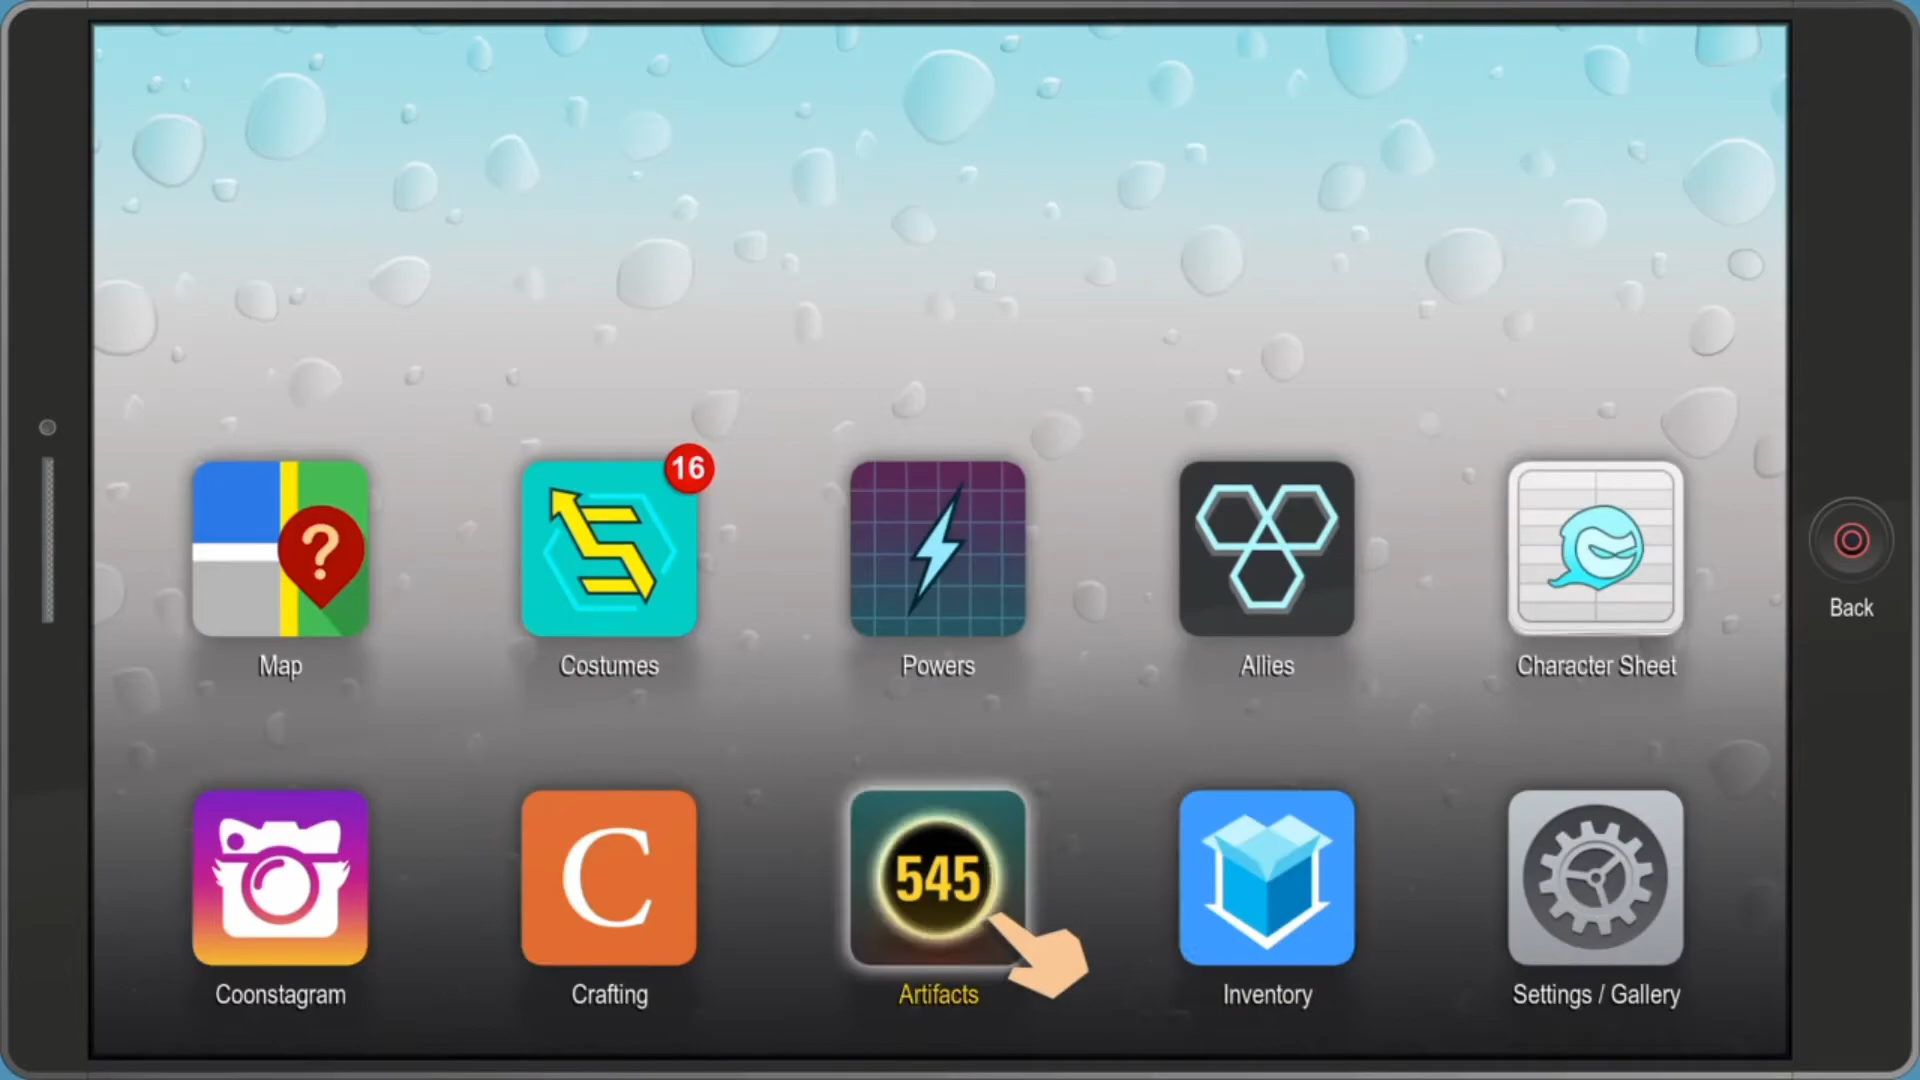 ?
16
Map
Costumes
Powers
Allies
Character Sheet
Back
C
545
Coonstagram
Crafting
Artifacts
Inventory
Settings / Gallery